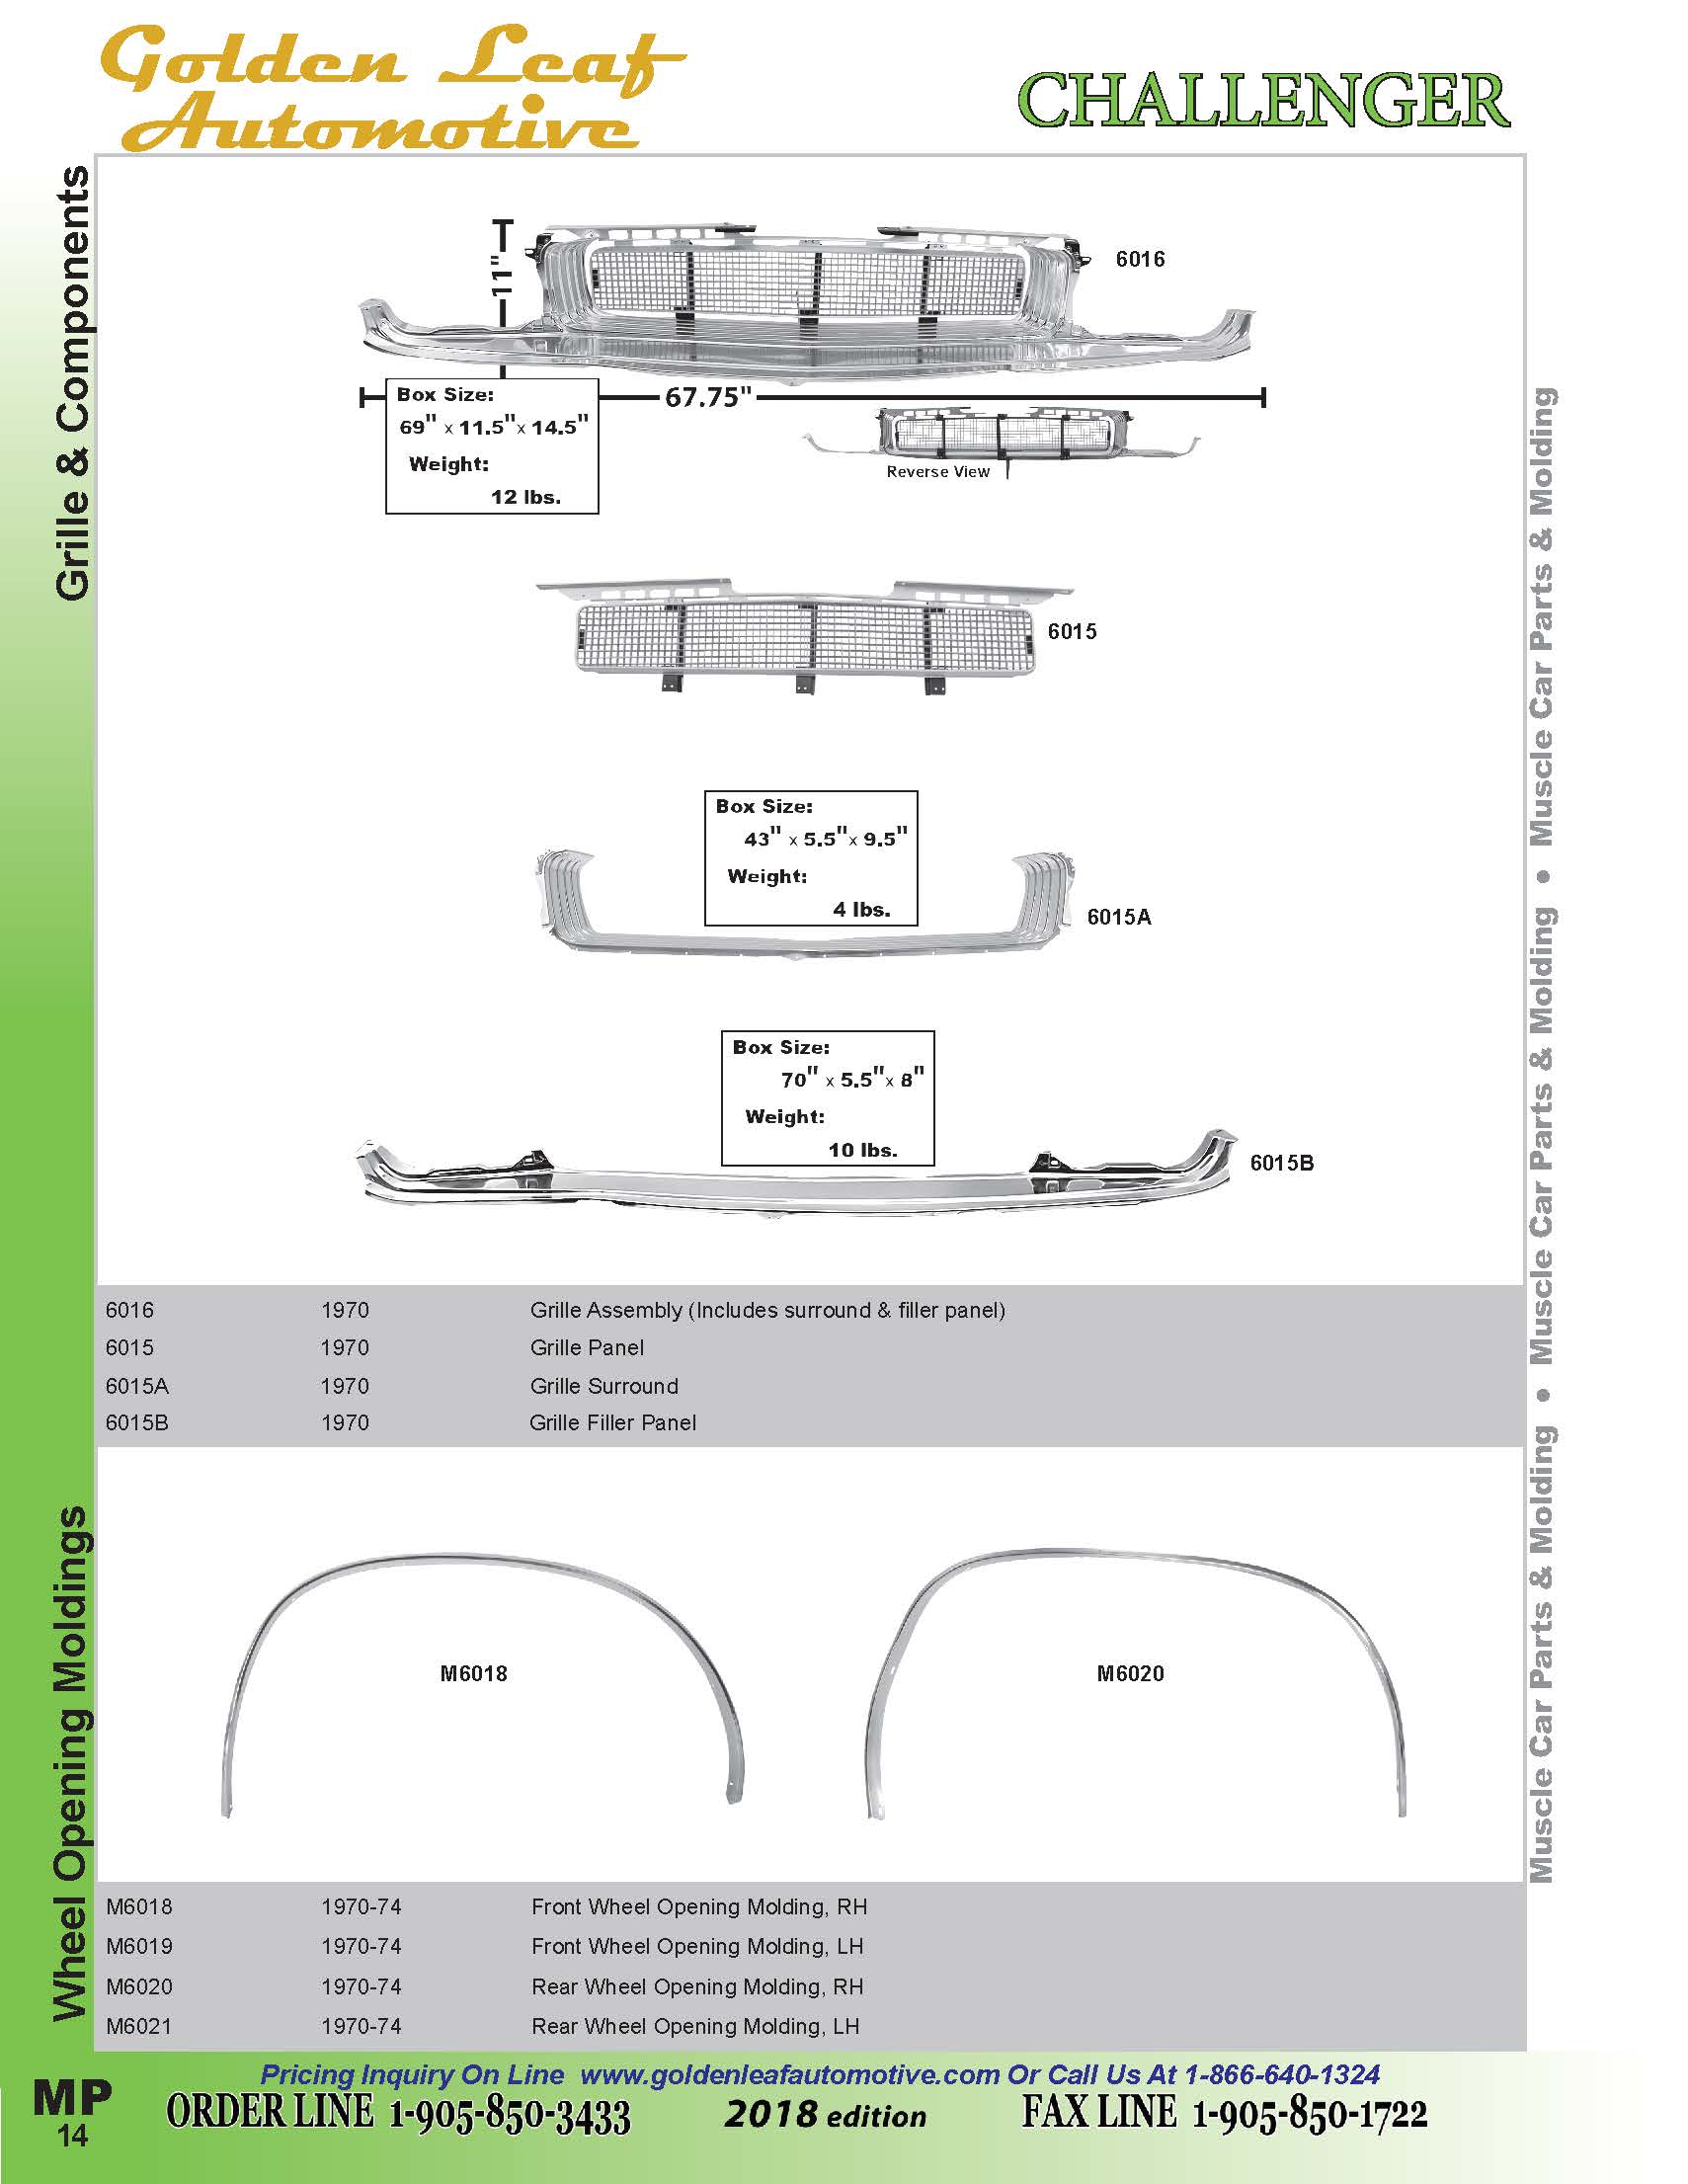 Golden Leaf
Automotive
CHALLENGER
Grille & Components
11"
6016
67.75"
Box Size:
69" x 11.5" x 14.5"
Weight:
12 lbs.
Reverse View
6015
Box Size:
43" x 5.5" x 9.5"
Weight:
4 lbs.
6015A
Box Size:
70" x 5.5" x 8"
Weight:
10 lbs.
6015B
6016 1970 Grille Assembly (Includes surround & filler panel)
6015 1970 Grille Panel
6015A 1970 Grille Surround
6015B 1970 Grille Filler Panel
Wheel Opening Moldings
M6018
M6020
M6018 1970-74 Front Wheel Opening Molding, RH
M6019 1970-74 Front Wheel Opening Molding, LH
M6020 1970-74 Rear Wheel Opening Molding, RH
M6021 1970-74 Rear Wheel Opening Molding, LH
Muscle Car Parts & Molding • Muscle Car Parts & Molding • Muscle Car Parts & Molding
Pricing Inquiry On Line www.goldenleafautomotive.com Or Call Us At 1-866-640-1324
MP
14
ORDER LINE 1-905-850-3433
2018 edition
FAX LINE 1-905-850-1722